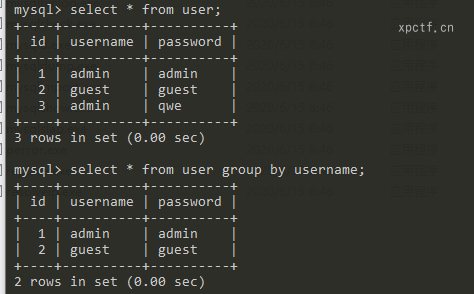 mysql> select * from user;
xpctf.cn
+----+----------+----------+
| id | username | password |
+----+----------+----------+
| 1 | admin | admin |
| 2 | guest | guest |
| 3 | admin | qwe |
+----+----------+----------+
3 rows in set (0.00 sec)
mysql> select * from user group by username;
+----+----------+----------+
| id | username | password |
+----+----------+----------+
| 1 | admin | admin |
| 2 | guest | guest |
+----+----------+----------+
2 rows in set (0.00 sec)